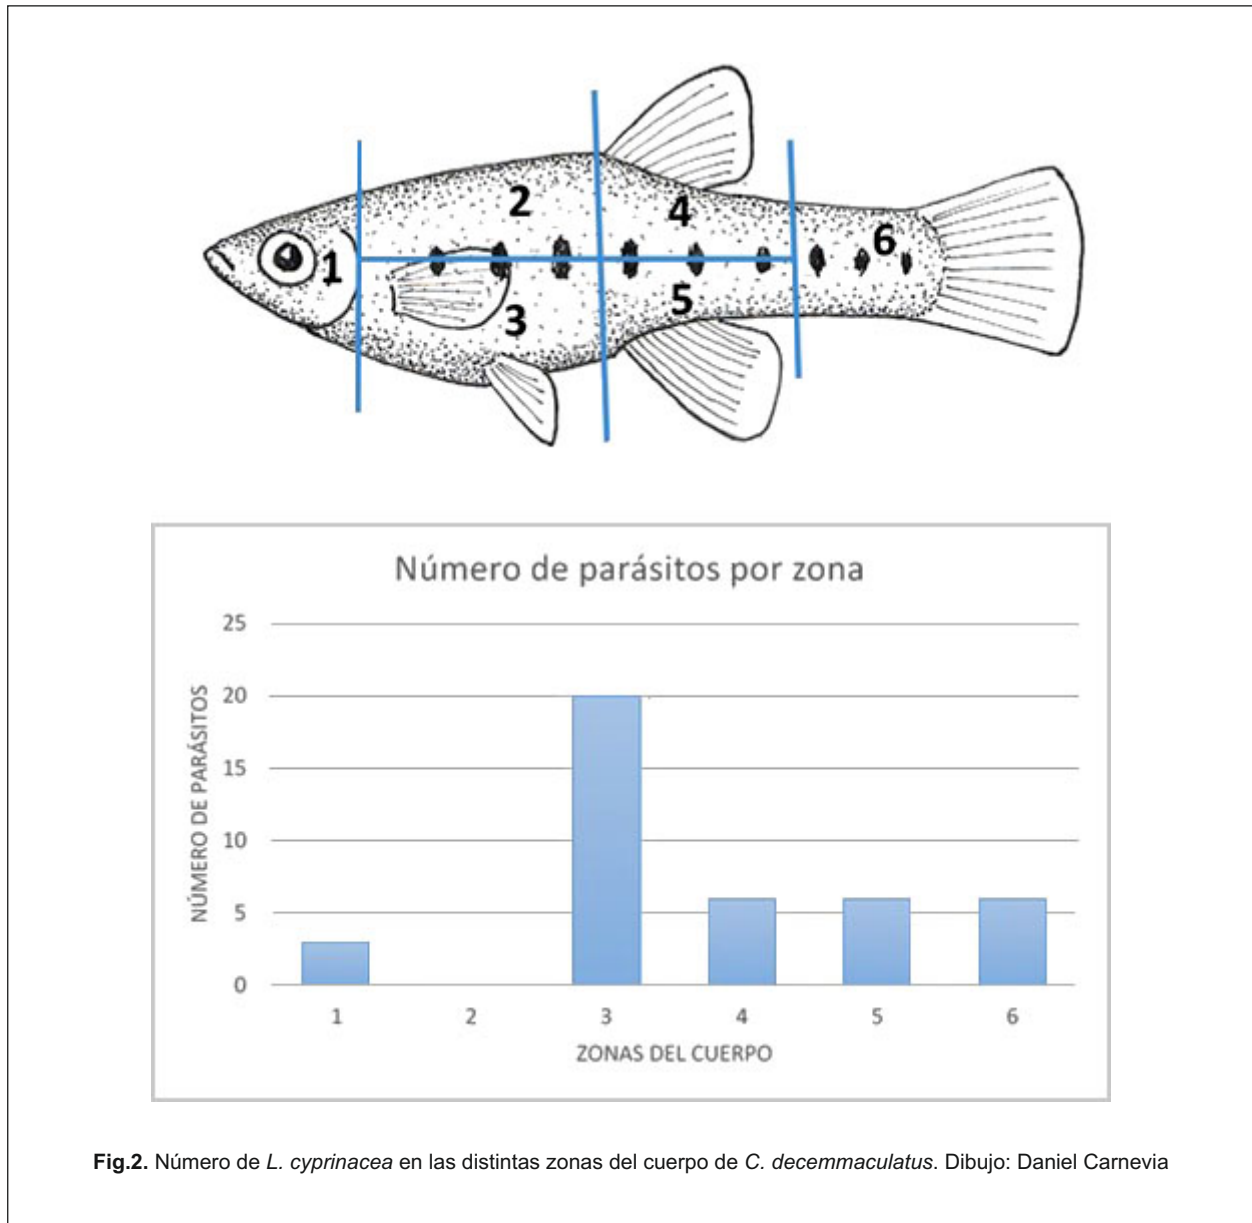 2
4
6
1
5
3
Número de parásitos por zona
NÚMERO DE PARÁSITOS
25
20
15
10
5
0
1 2 3 4 5 6
ZONAS DEL CUERPO
Fig.2. Número de L. cyprinacea en las distintas zonas del cuerpo de C. decemmaculatus. Dibujo: Daniel Carnevia